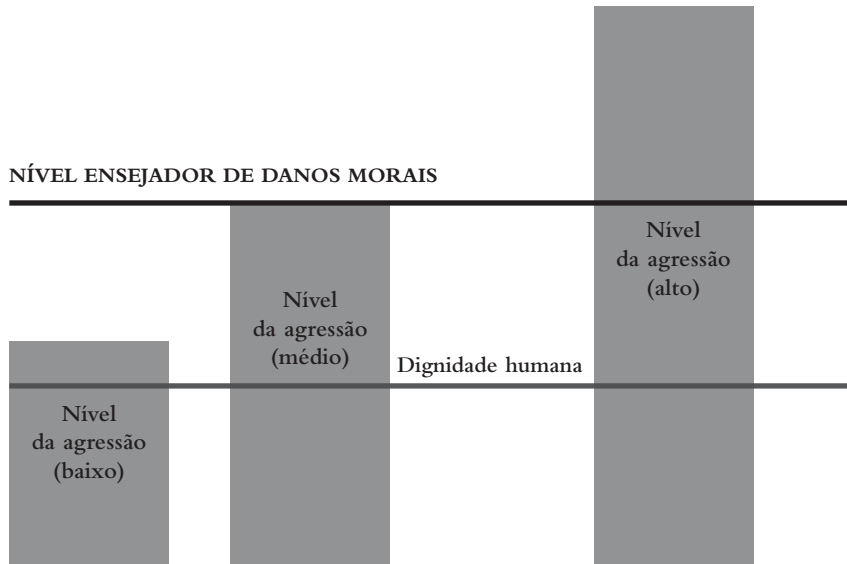 NÍVEL ENSEJADOR DE DANOS MORAIS
Nível
da agressão
(alto)
Nível
da agressão
(médio)
Dignidade humana
Nível
da agressão
(baixo)